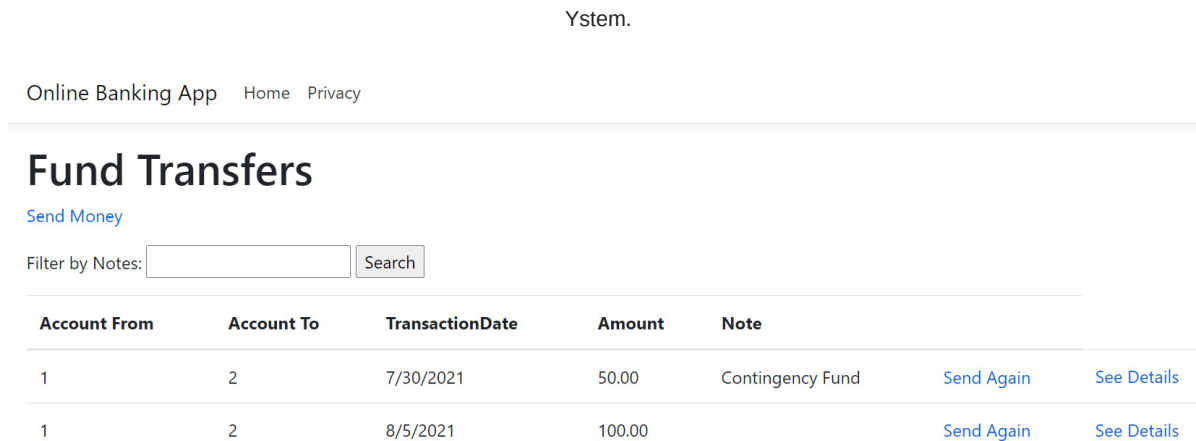 Ystem.
Online Banking App Home Privacy
Fund Transfers
Send Money
Filter by Notes: Search
Account From Account To TransactionDate Amount Note
1 2 7/30/2021 50.00 Contingency Fund Send Again See Details
1 2 8/5/2021 100.00 Send Again See Details